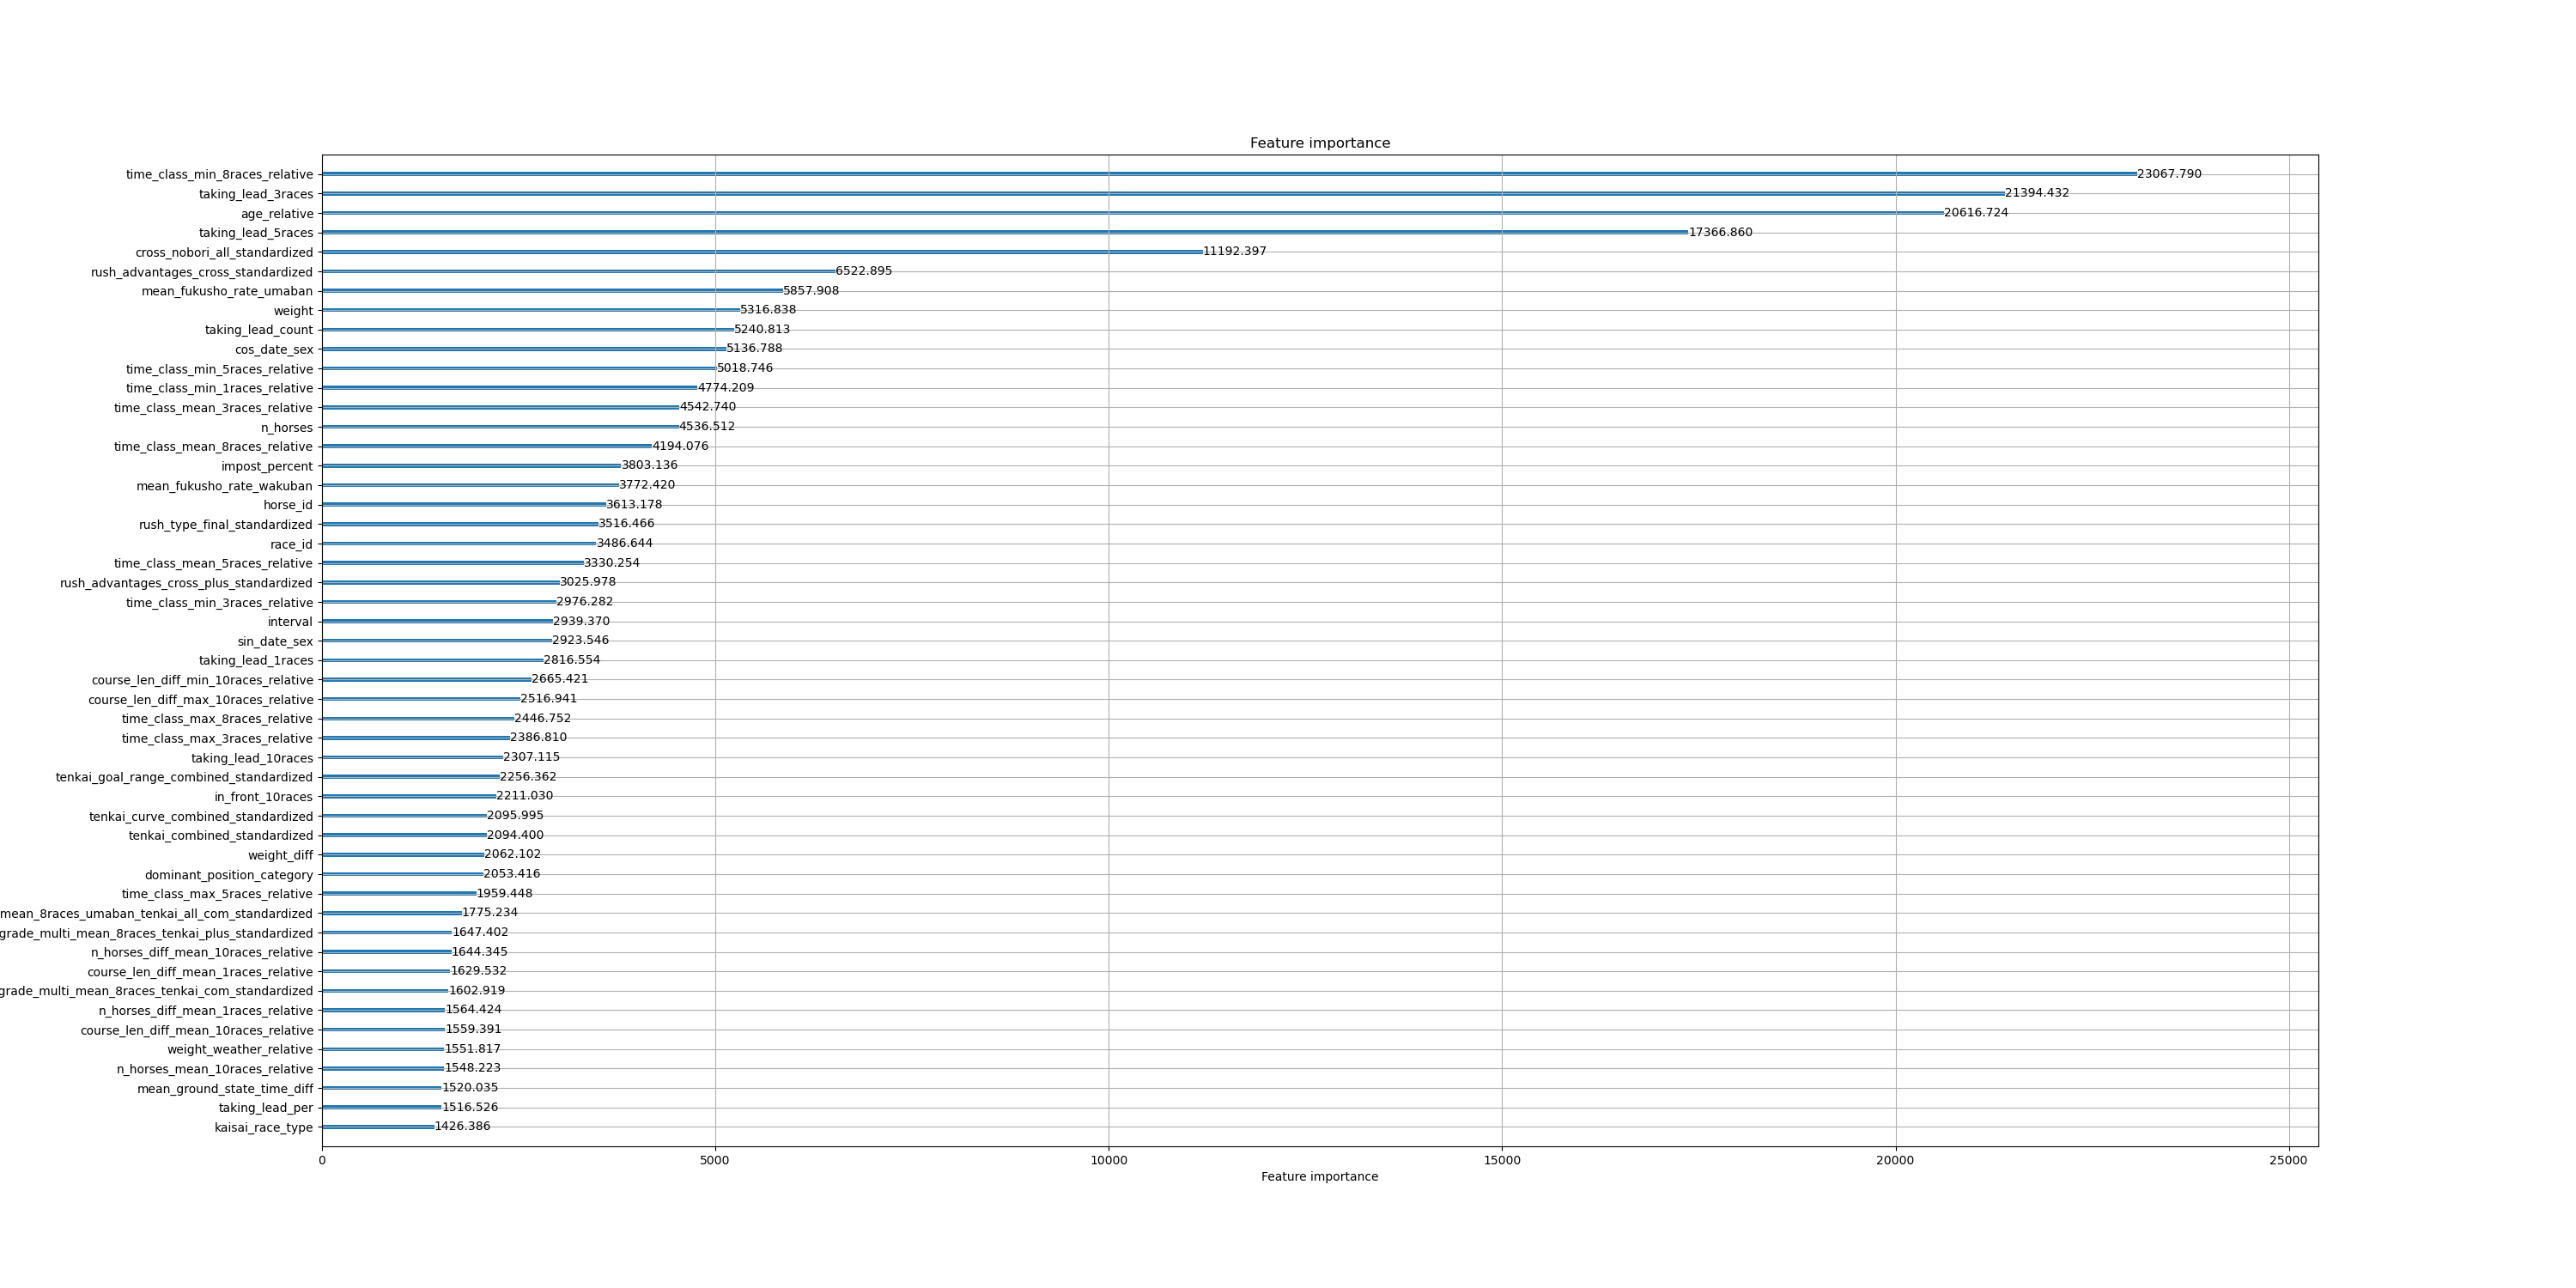 Feature importance
time_class_min_8races_relative 23067.790
taking_lead_3races 21394.432
age_relative 20616.724
taking_lead_5races 17366.860
cross_nobori_all_standardized 11192.397
rush_advantages_cross_standardized 6522.895
mean_fukusho_rate_umaban 5857.908
weight 5316.838
taking_lead_count 5240.813
cos_date_sex 5136.788
time_class_min_5races_relative 5018.746
time_class_min_1races_relative 4774.209
time_class_mean_3races_relative 4542.740
n_horses 4536.512
time_class_mean_8races_relative 4194.076
impost_percent 3803.136
mean_fukusho_rate_wakuban 3772.420
horse_id 3613.178
rush_type_final_standardized 3516.466
race_id 3486.644
time_class_mean_5races_relative 3330.254
rush_advantages_cross_plus_standardized 3025.978
time_class_min_3races_relative 2976.282
interval 2939.370
sin_date_sex 2923.546
taking_lead_1races 2816.554
course_len_diff_min_10races_relative 2665.421
course_len_diff_max_10races_relative 2516.941
time_class_max_8races_relative 2446.752
time_class_max_3races_relative 2386.810
taking_lead_10races 2307.115
tenkai_goal_range_combined_standardized 2256.362
in_front_10races 2211.030
tenkai_curve_combined_standardized 2095.995
tenkai_combined_standardized 2094.400
weight_diff 2062.102
dominant_position_category 2053.416
time_class_max_5races_relative 1959.448
mean_8races_umaban_tenkai_all_com_standardized 1775.234
grade_multi_mean_8races_tenkai_plus_standardized 1647.402
n_horses_diff_mean_10races_relative 1644.345
course_len_diff_mean_1races_relative 1629.532
grade_multi_mean_8races_tenkai_com_standardized 1602.919
n_horses_diff_mean_1races_relative 1564.424
course_len_diff_mean_10races_relative 1559.391
weight_weather_relative 1551.817
n_horses_mean_10races_relative 1548.223
mean_ground_state_time_diff 1520.035
taking_lead_per 1516.526
kaisai_race_type 1426.386
0 5000 10000 15000 20000 25000
Feature importance